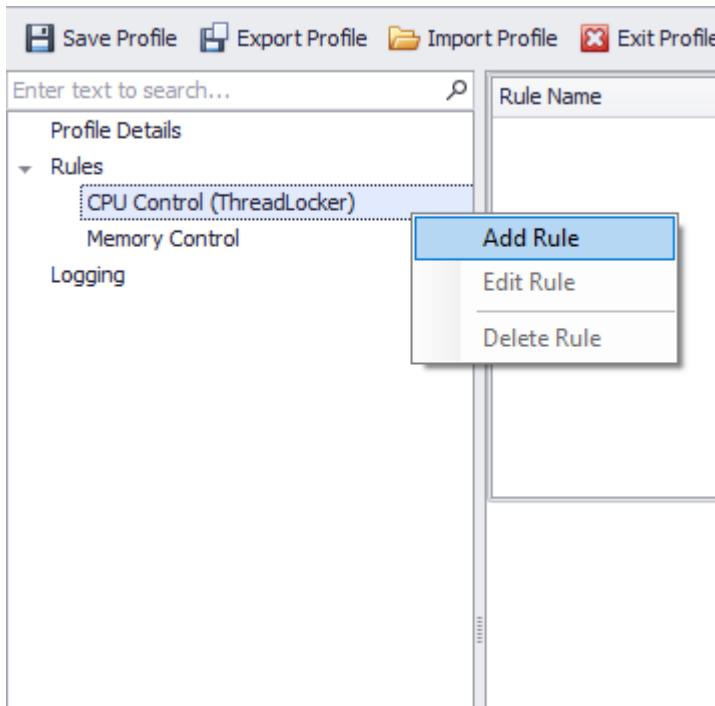 Save Profile Export Profile Import Profile Exit Profile
Enter text to search...
Rule Name
Profile Details
Rules
CPU Control (ThreadLocker)
Memory Control
Logging
Add Rule
Edit Rule
Delete Rule